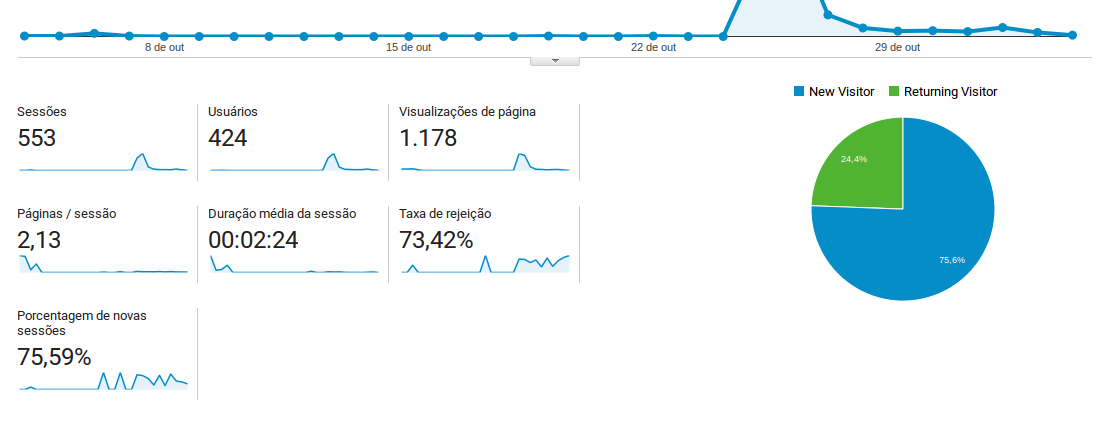 8 de out
15 de out
22 de out
29 de out
New Visitor
Returning Visitor
Sessões
553
Usuários
424
Visualizações de página
1.178
24,4%
75,6%
Páginas / sessão
2,13
Duração média da sessão
00:02:24
Taxa de rejeição
73,42%
Porcentagem de novas
sessões
75,59%